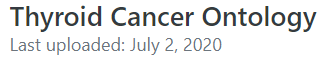 Thyroid Cancer Ontology
Last uploaded: July 2, 2020